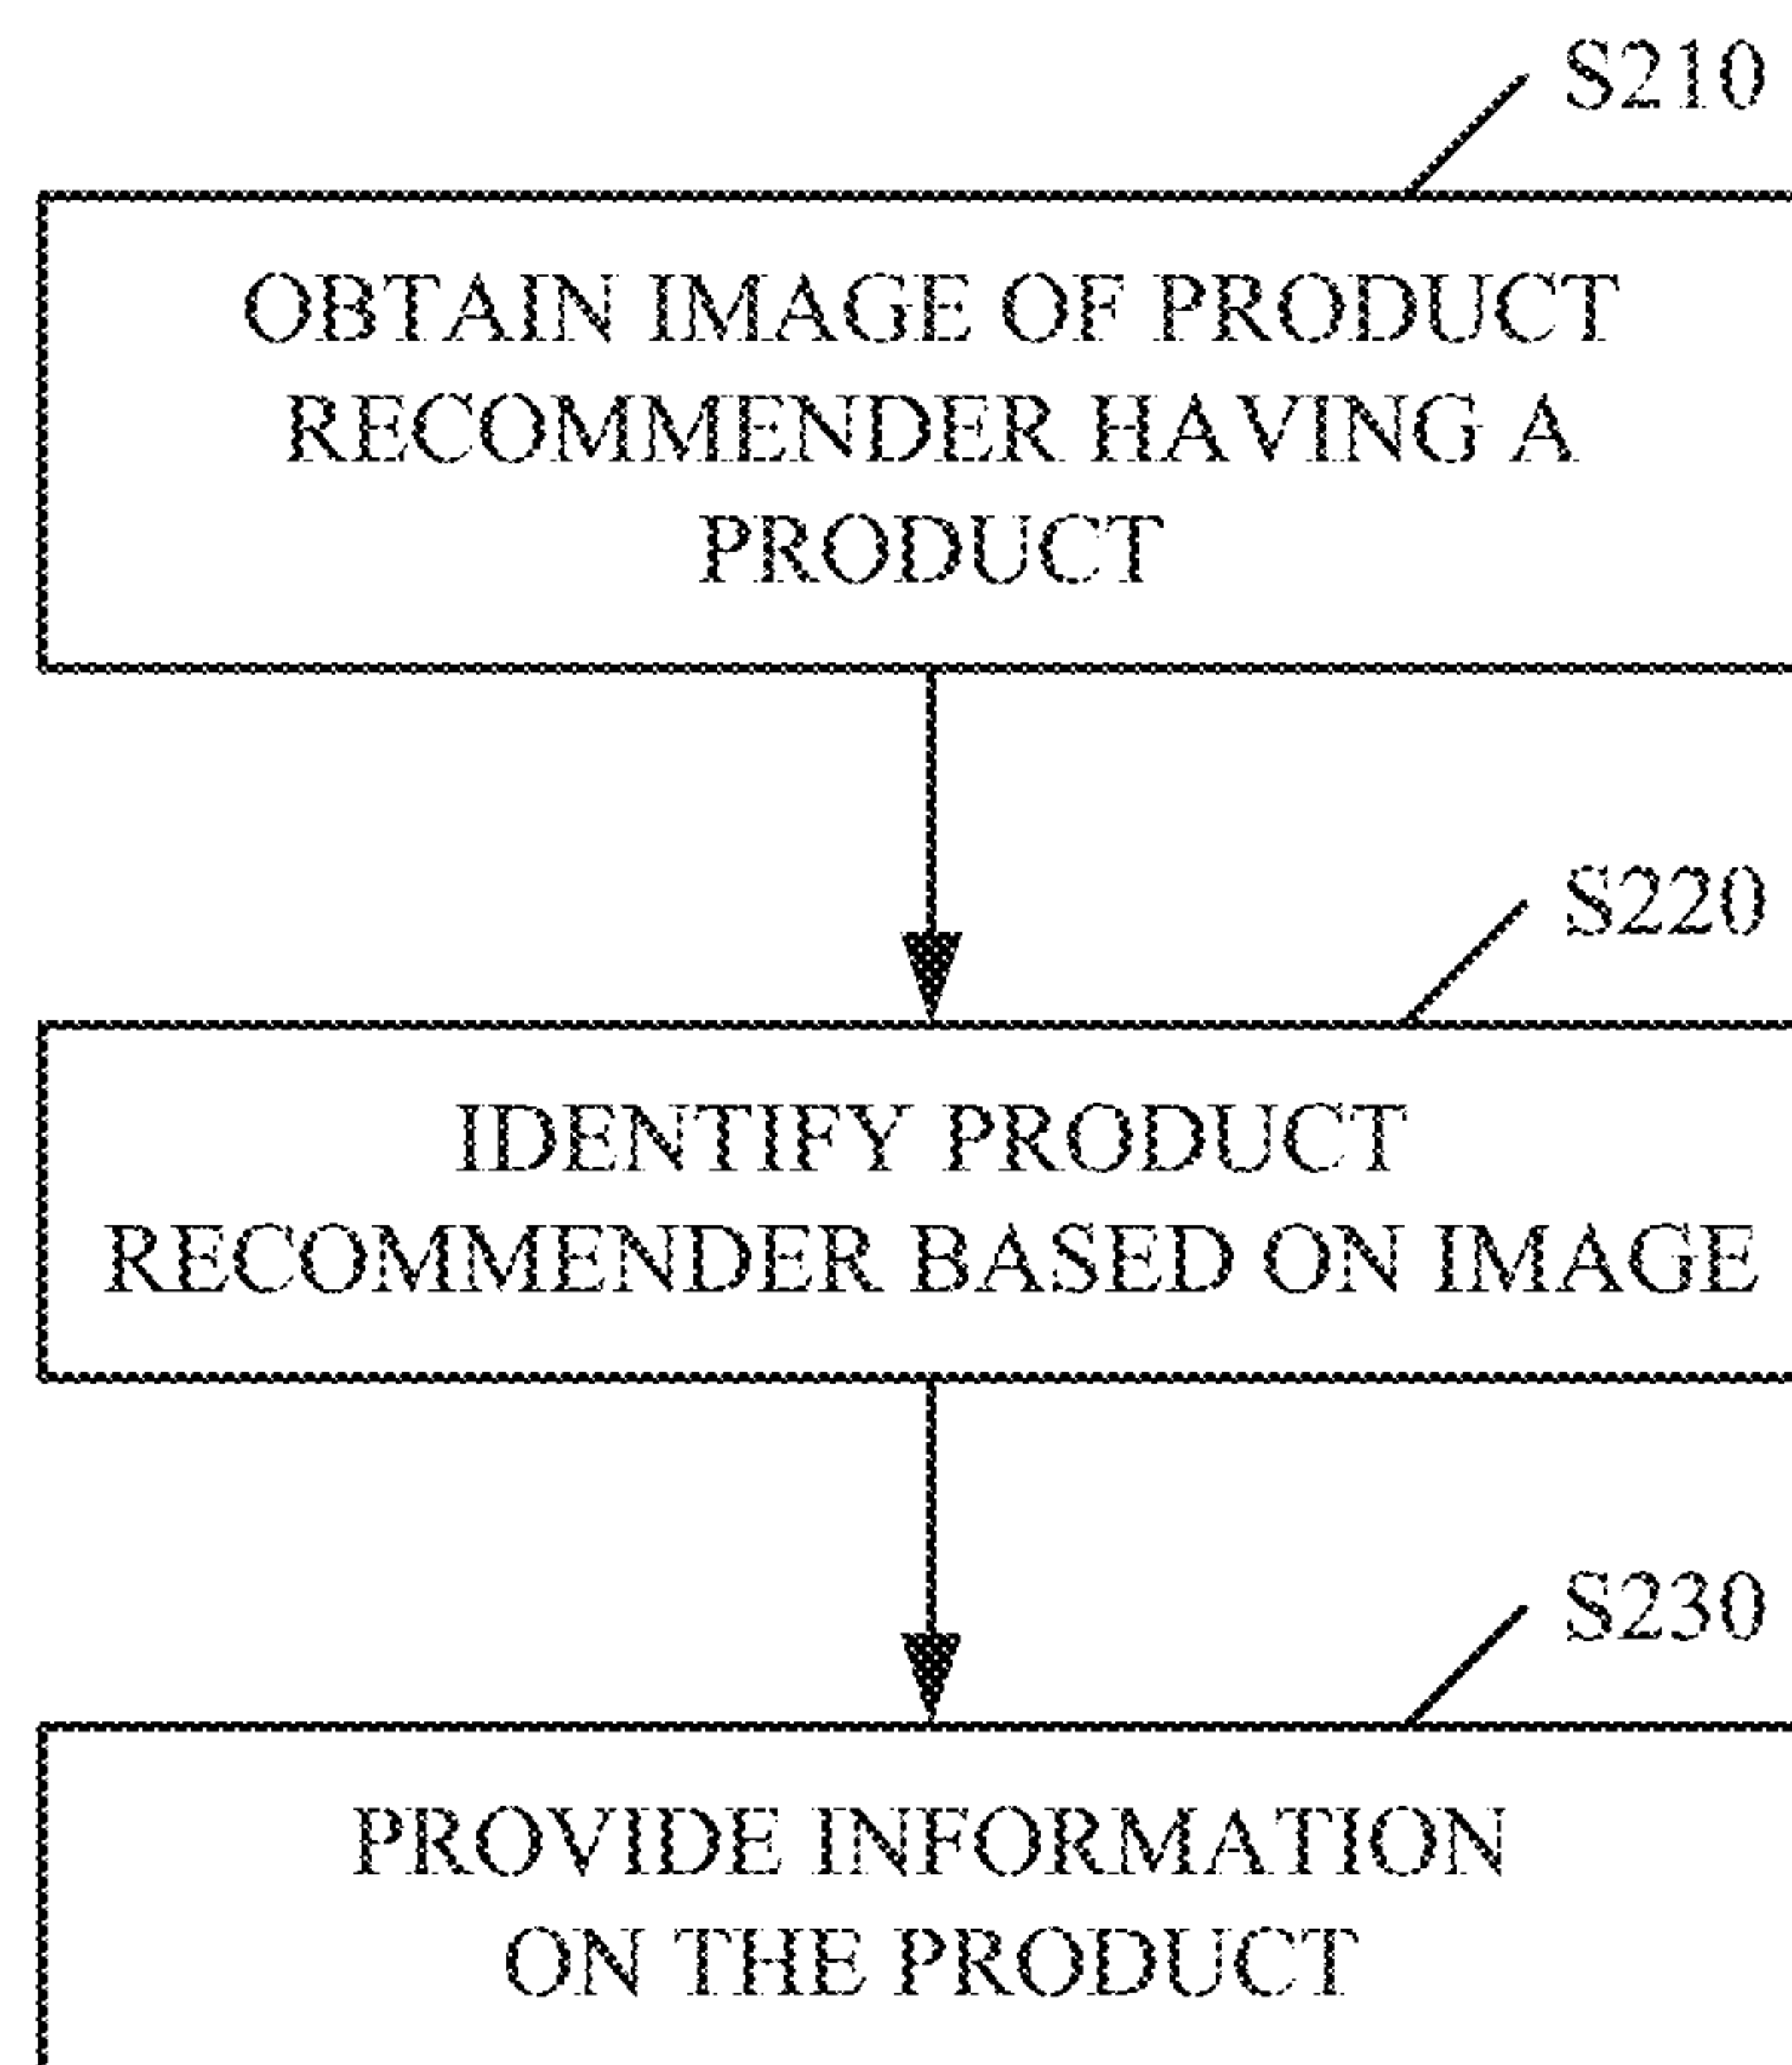 S210
OBTAIN IMAGE OF PRODUCT
RECOMMENDER HAVING A
PRODUCT
S220
IDENTIFY PRODUCT
RECOMMENDER BASED ON IMAGE
S230
PROVIDE INFORMATION
ON THE PRODUCT